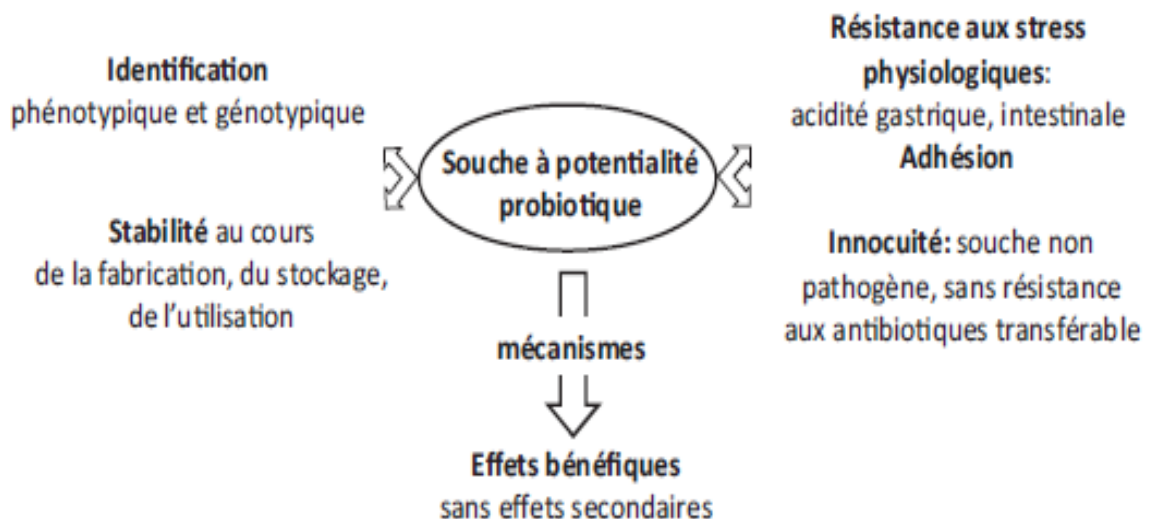 Identification
phénotypique et génotypique
Stabilité au cours
de la fabrication, du stockage,
de l'utilisation
Souche à potentialité
probiotique
Résistance aux stress
physiologiques:
acidité gastrique, intestinale
Adhésion
Innocuité: souche non
pathogène, sans résistance
aux antibiotiques transférable
mécanismes
Effets bénéfiques
sans effets secondaires